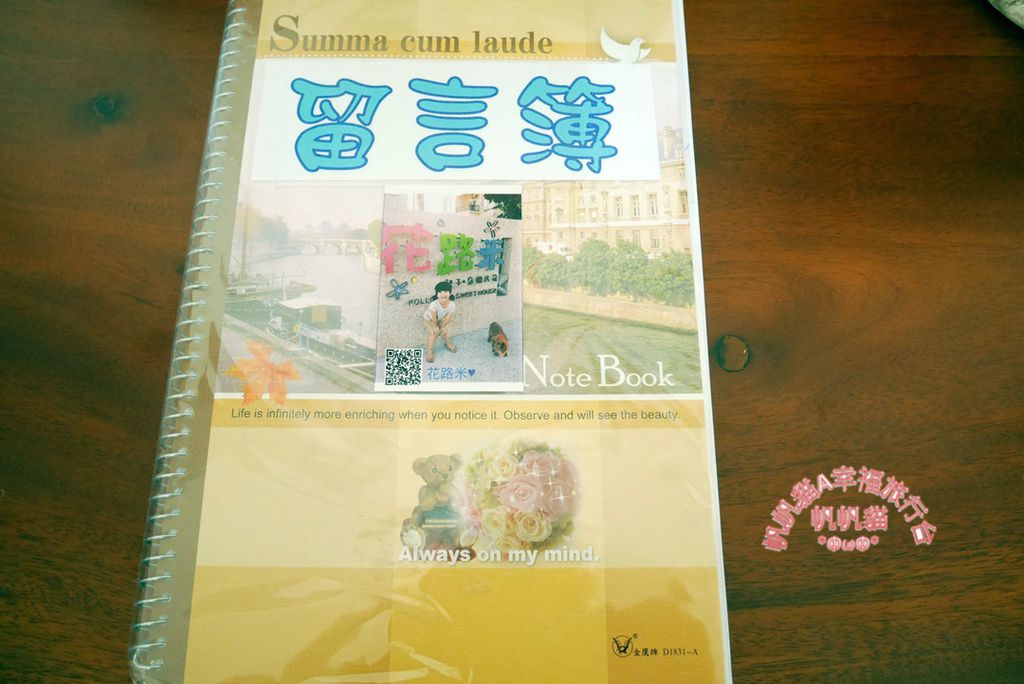 Summa cum laude
留言簿
花路米
SWEET HOUSE
花路米♥
Note Book
Life is infinitely more enriching when you notice it. Observe and will see the beauty.
Always on my mind.
金鷹牌 D1831-A
帆帆貓A幸福旅行台
帆帆貓